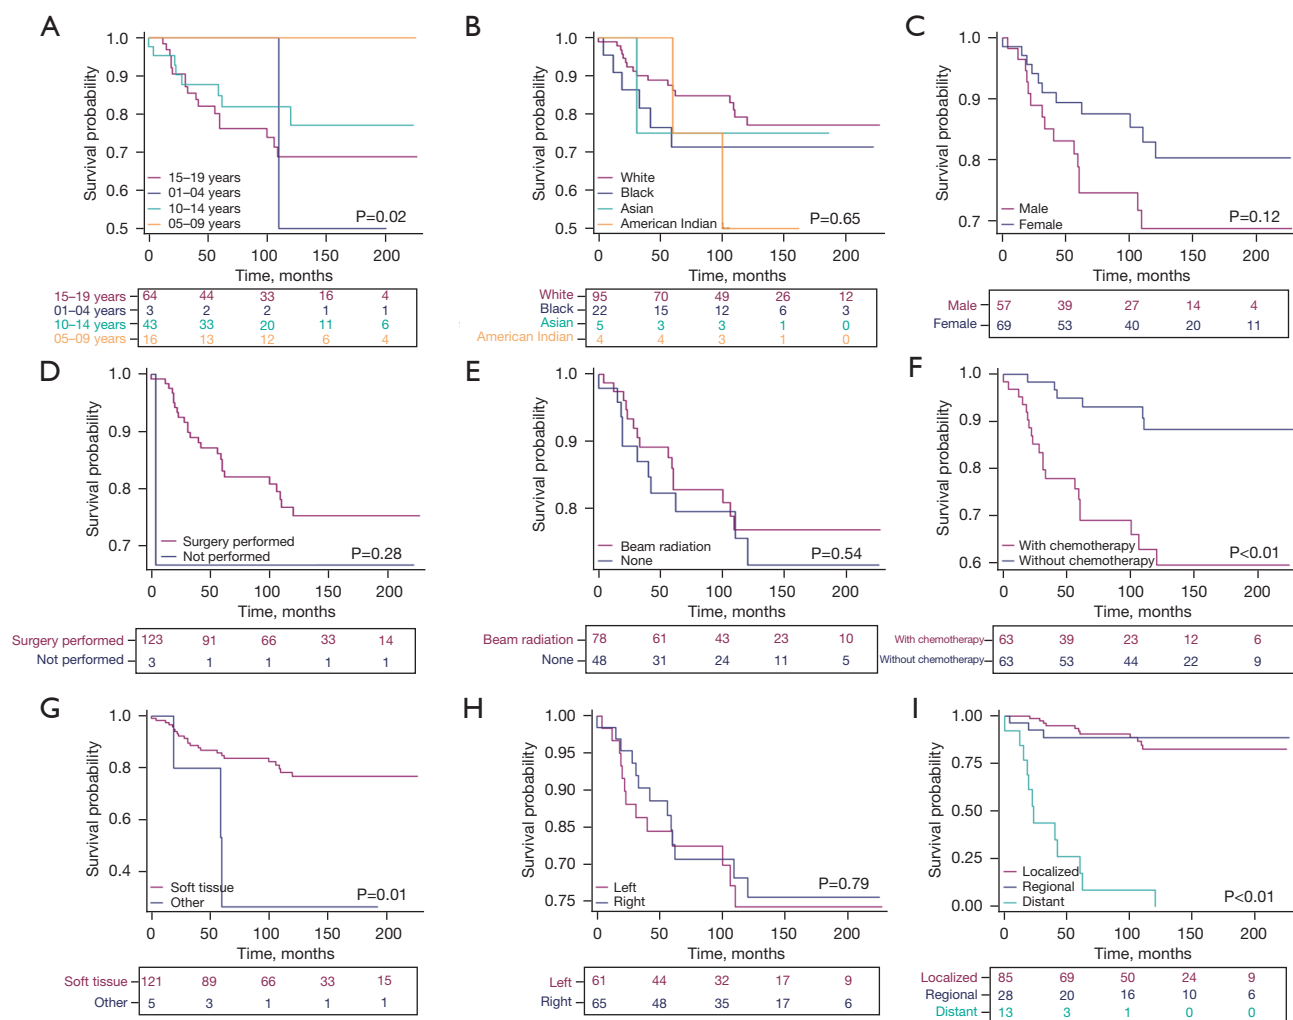 A
Survival probability
1.0
0.9
0.8
0.7
0.6
0.5
15–19 years
01–04 years
10–14 years
05–09 years
P=0.02
0 50 100 150 200
Time, months
15–19 years 64 44 33 16 4
01–04 years 3 2 2 1 1
10–14 years 43 33 20 11 6
05–09 years 16 13 12 6 4
B
Survival probability
1.0
0.9
0.8
0.7
0.6
0.5
White
Black
Asian
American Indian
P=0.65
0 50 100 150 200
Time, months
White 95 70 49 26 12
Black 22 15 12 6 3
Asian 5 3 3 1 0
American Indian 4 4 3 1 0
C
Survival probability
1.0
0.9
0.8
0.7
Male
Female
P=0.12
0 50 100 150 200
Time, months
Male 57 39 27 14 4
Female 69 53 40 20 11
D
Survival probability
1.0
0.9
0.8
0.7
Surgery performed
Not performed
P=0.28
0 50 100 150 200
Time, months
Surgery performed 123 91 66 33 14
Not performed 3 1 1 1 1
E
Survival probability
1.0
0.9
0.8
Beam radiation
None
P=0.54
0 50 100 150 200
Time, months
Beam radiation 78 61 43 23 10
None 48 31 24 11 5
F
Survival probability
1.0
0.9
0.8
0.7
0.6
With chemotherapy
Without chemotherapy
P<0.01
0 50 100 150 200
Time, months
With chemotherapy 63 39 23 12 6
Without chemotherapy 63 53 44 22 9
G
Survival probability
1.0
0.8
0.6
0.4
Soft tissue
Other
P=0.01
0 50 100 150 200
Time, months
Soft tissue 121 89 66 33 15
Other 5 3 1 1 1
H
Survival probability
1.00
0.95
0.90
0.85
0.70
0.75
Left
Right
P=0.79
0 50 100 150 200
Time, months
Left 61 44 32 17 9
Right 65 48 35 17 6
I
Survival probability
1.00
0.75
0.50
0.25
0.00
Localized
Regional
Distant
P<0.01
0 50 100 150 200
Time, months
Localized 85 69 50 24 9
Regional 28 20 16 10 6
Distant 13 3 1 0 0